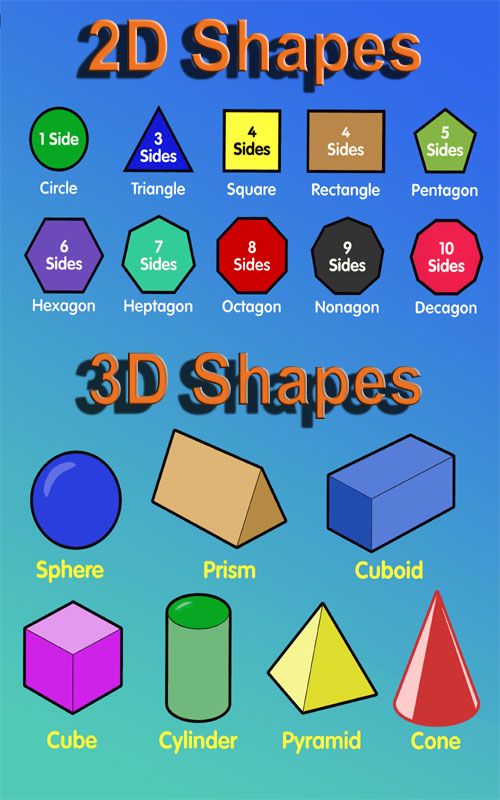 2D Shapes
1 Side
3
Sides
4
Sides
4
Sides
5
Sides
Circle
Triangle
Square
Rectangle
Pentagon
6
Sides
7
Sides
8
Sides
9
Sides
10
Sides
Hexagon
Heptagon
Octagon
Nonagon
Decagon
3D Shapes
Sphere
Prism
Cuboid
Cube
Cylinder
Pyramid
Cone